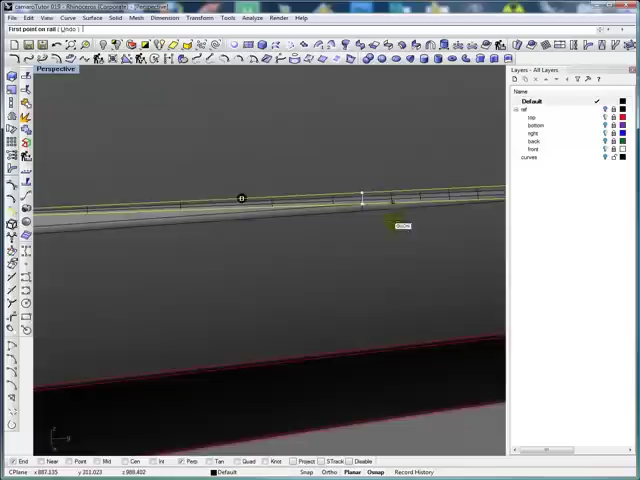 camaroTutor 015 - Rhinoceros (Corporate) - [Perspective]
File Edit View Curve Surface Solid Mesh Dimension Transform Tools Analyze Render Help
First point on rail ( Undo ):
Perspective
Layers - All Layers
Name
Default
ref
top
bottom
right
back
front
curves
End Near Point Mid Cen Int Perp Tan Quad Knot Project STrack Disable
CPlane x 887.135 y 311.023 z 988.402 Default Snap Ortho Planar Osnap Record History